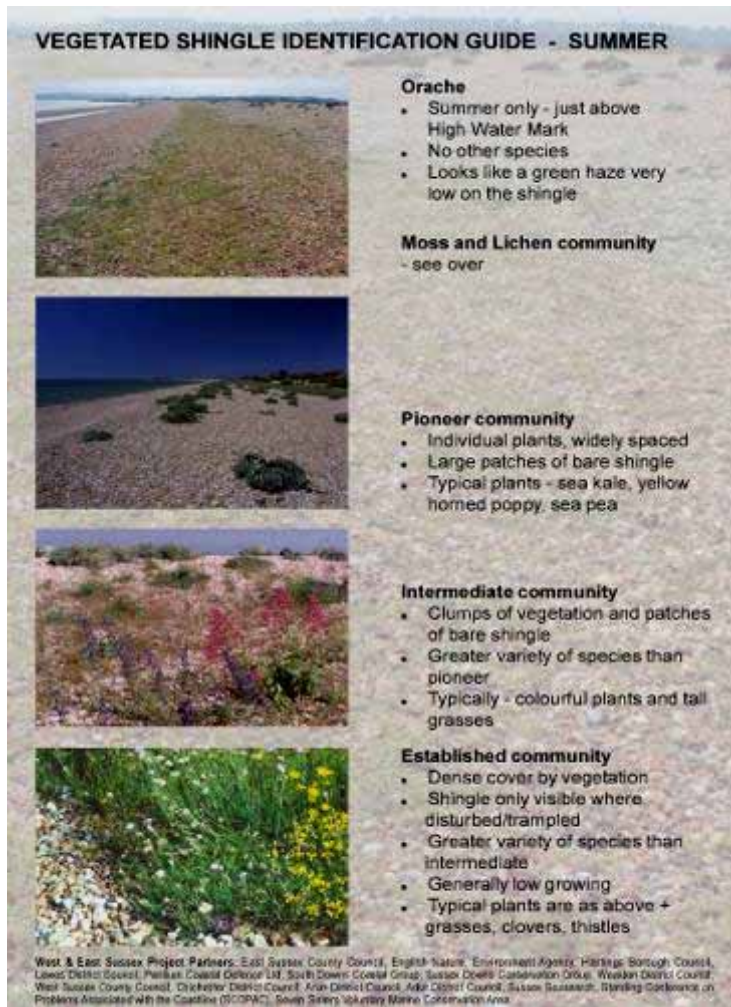 VEGETATED SHINGLE IDENTIFICATION GUIDE - SUMMER
Orache
• Summer only - just above
High Water Mark
• No other species
• Looks like a green haze very
low on the shingle
Moss and Lichen community
- see over
Pioneer community
• Individual plants, widely spaced
• Large patches of bare shingle
• Typical plants - sea kale, yellow
horned poppy, sea pea
Intermediate community
• Clumps of vegetation and patches
of bare shingle
• Greater variety of species than
pioneer
• Typically - colourful plants and tall
grasses
Established community
• Dense cover by vegetation
• Shingle only visible where
disturbed/trampled
• Greater variety of species than
intermediate
• Generally low growing
• Typical plants are as above +
grasses, clovers, thistles
West & East Sussex Project Partners: East Sussex County Council, English Nature, Environment Agency, Hastings Borough Council,
Lewes District Council, Coastal Defence Ltd, South Downs Coastal Group, Sussex Downs Conservation Group, Wealden District Council,
West Sussex County Council, Chichester District Council, Arun District Council, Adur District Council, Sussex Seasearch, Standing Conference on
Problems Associated with the Coastline (SCOPAC), Seven Sisters Voluntary Marine Conservation Area